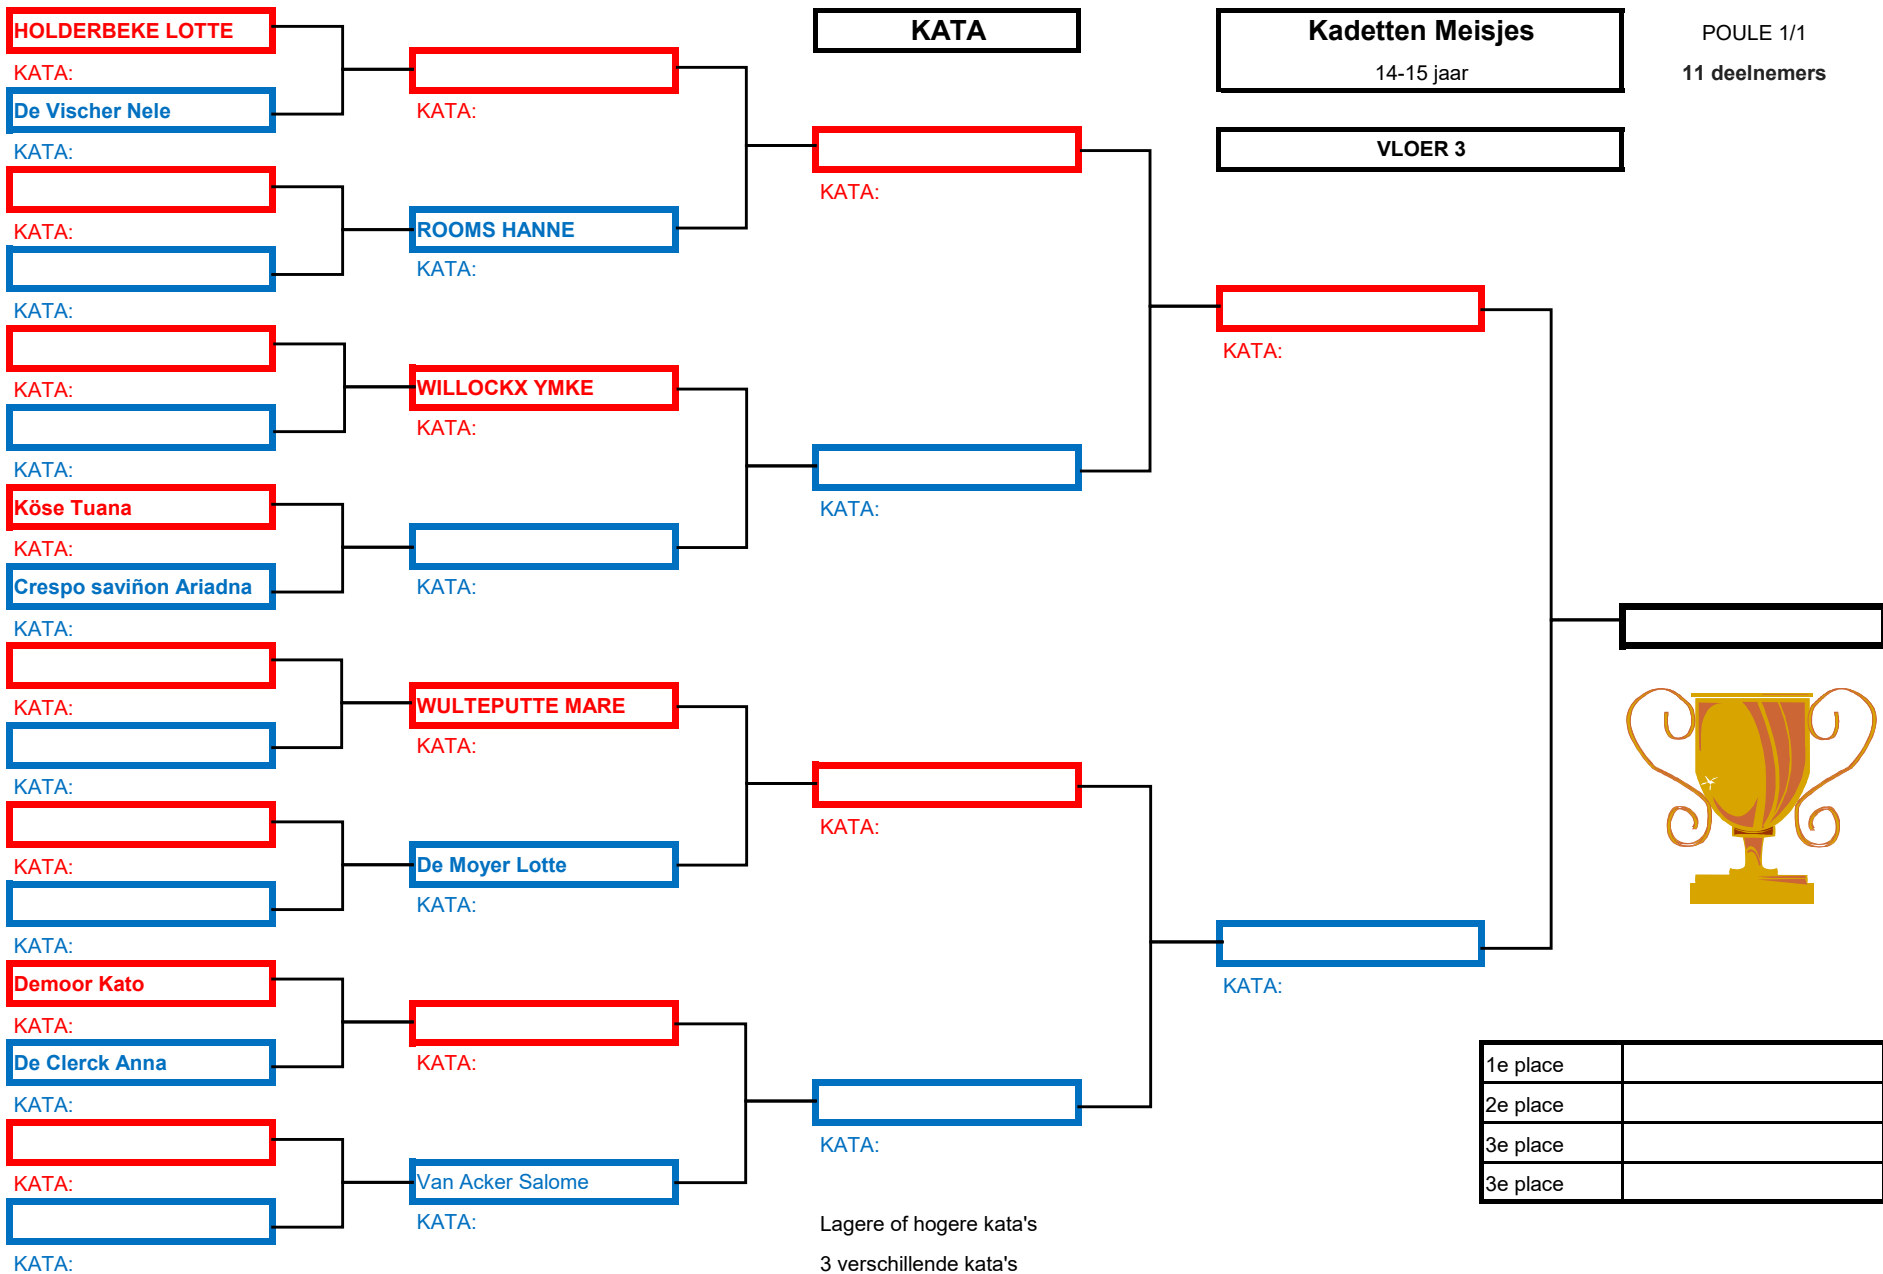 HOLDERBEKE LOTTE
KATA:
De Vischer Nele
KATA:
KATA:
KATA:
KATA:
KATA:
Köse Tuana
KATA:
Crespo saviñon Ariadna
KATA:
KATA:
KATA:
KATA:
KATA:
Demoor Kato
KATA:
De Clerck Anna
KATA:
KATA:
KATA:
KATA:
ROOMS HANNE
KATA:
WILLOCKX YMKE
KATA:
KATA:
WULTEPUTTE MARE
KATA:
De Moyer Lotte
KATA:
KATA:
Van Acker Salome
KATA:
KATA
KATA:
KATA:
KATA:
KATA:
Lagere of hogere kata's
3 verschillende kata's
Kadetten Meisjes
14-15 jaar
VLOER 3
KATA:
KATA:
POULE 1/1
11 deelnemers
1e place
2e place
3e place
3e place